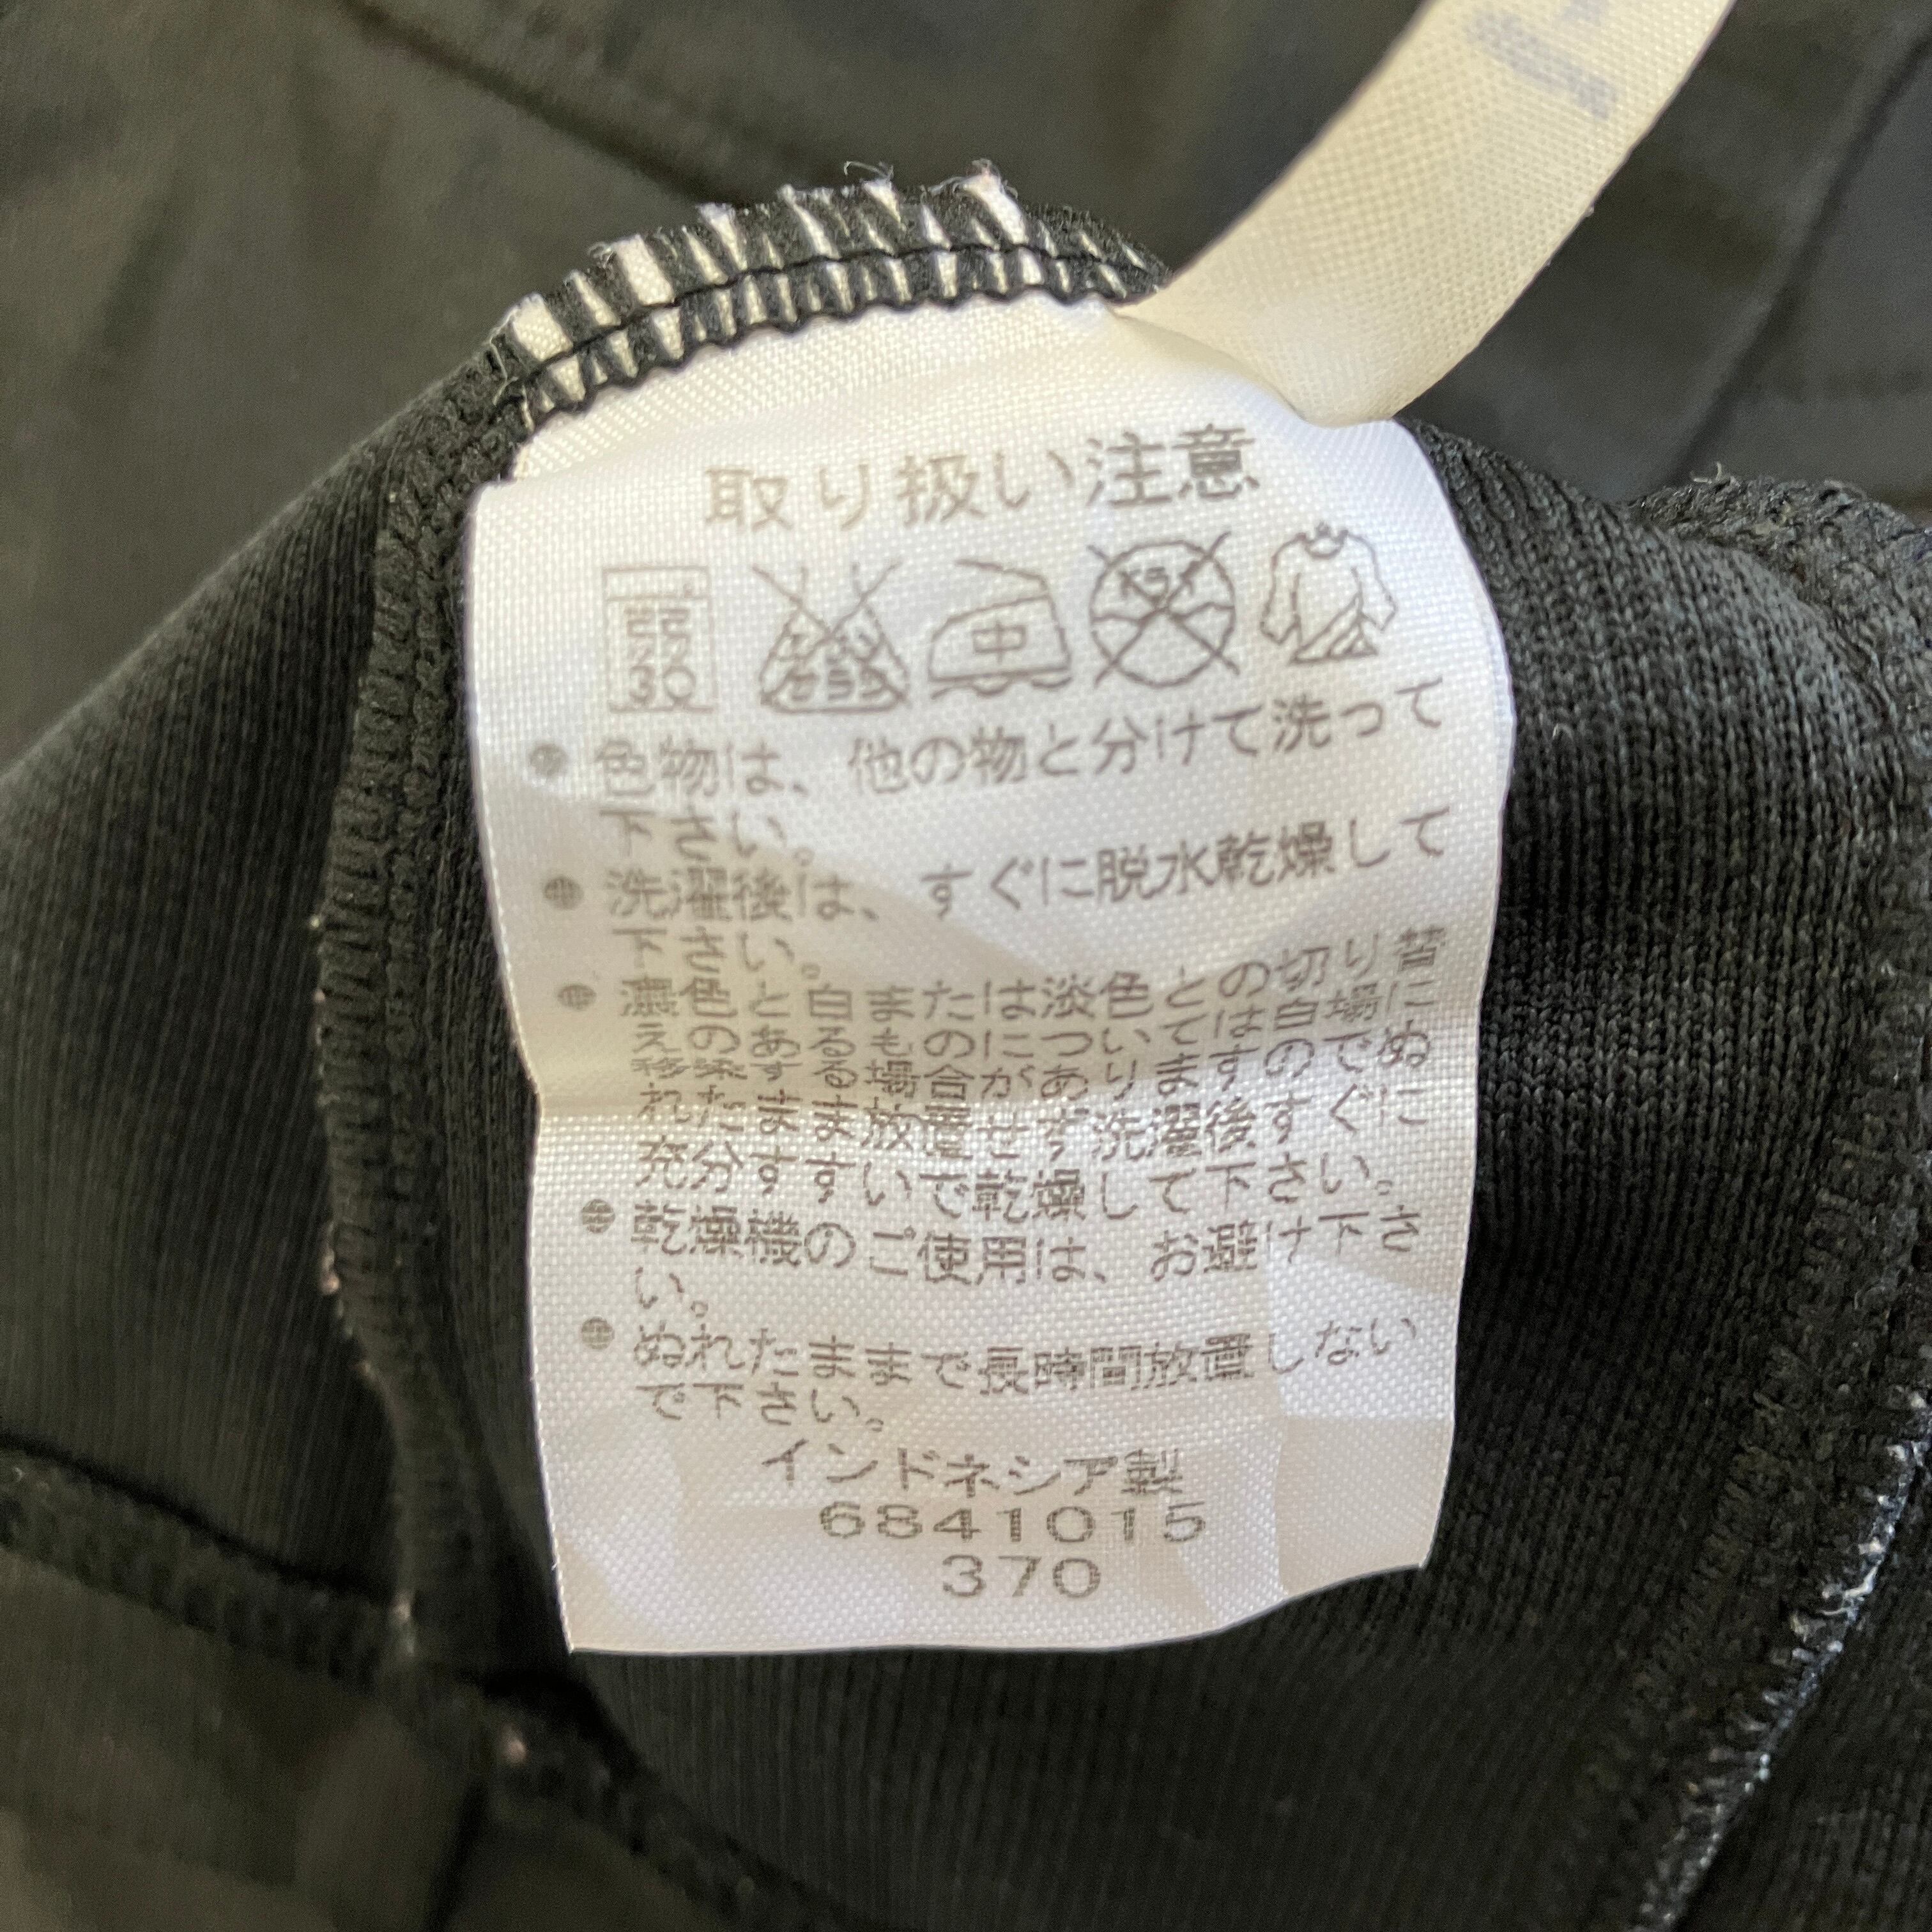 取り扱い注意
30 中
● 色物は、他の物と分けて洗って
下さい。
● 洗濯後は、すぐに脱水乾燥して
下さい。
● 濃色と白または淡色との切り替
えのあるものについては白場に
移染する場合がありますのでぬ
れたまま放置せず洗濯後すぐに
充分すすいで乾燥して下さい。
● 乾燥機のご使用は、お避け下さ
い。
● ぬれたままで長時間放置しない
で下さい。
インドネシア製
6841015
370